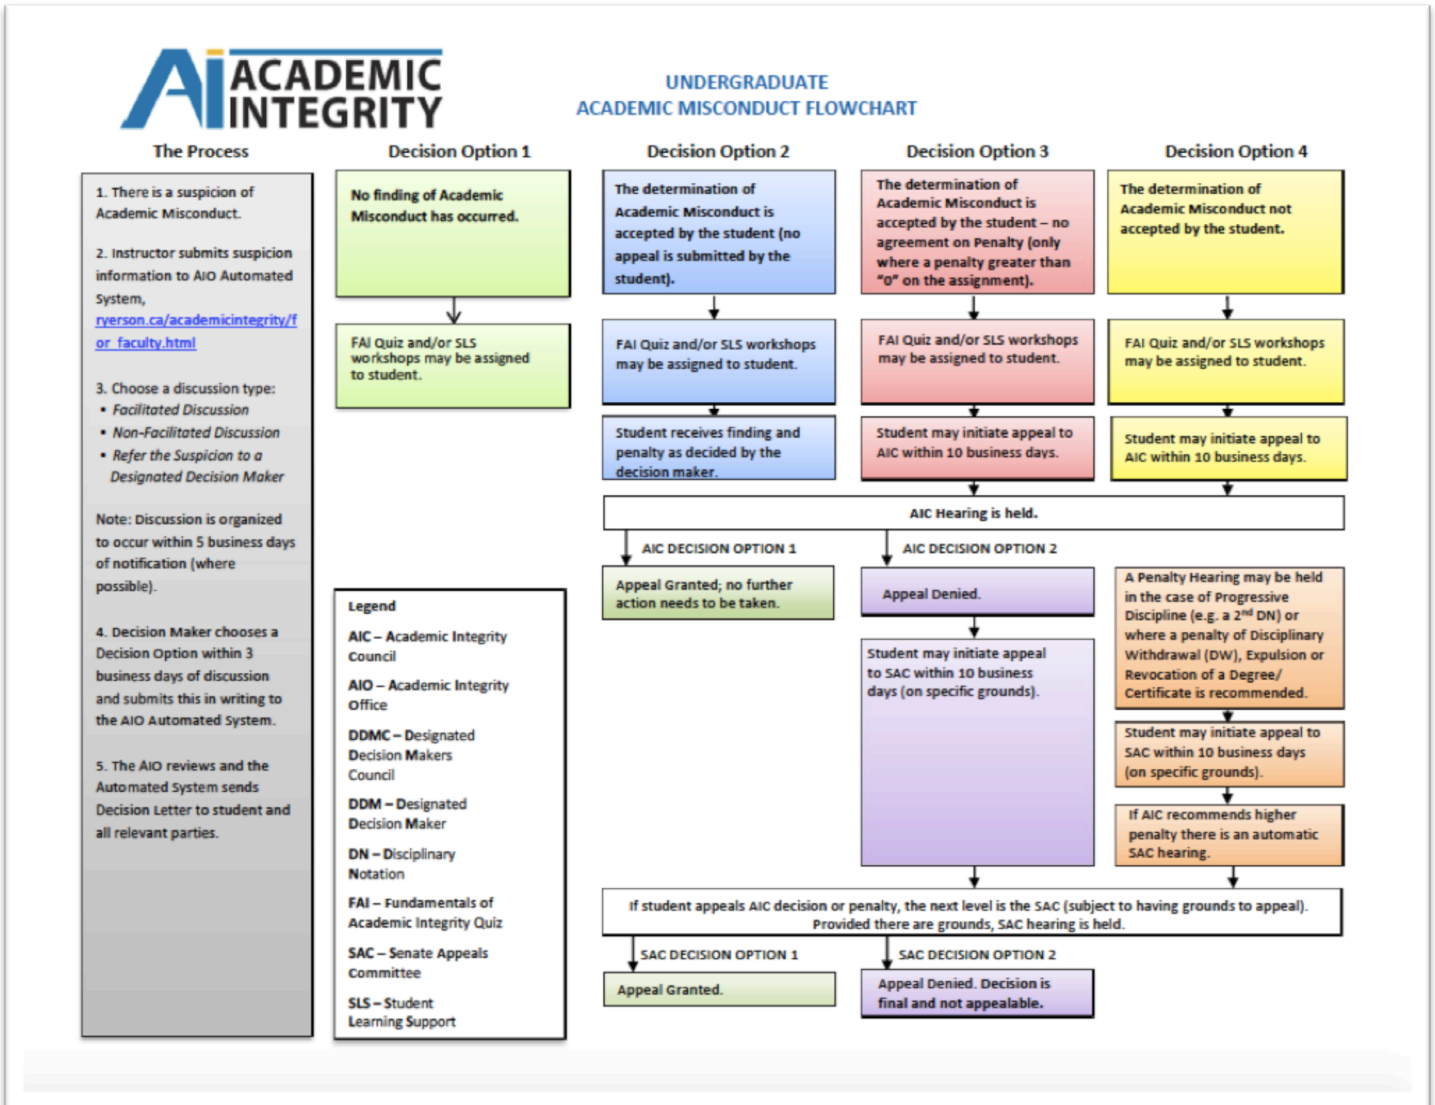 Ai ACADEMIC
INTEGRITY
UNDERGRADUATE
ACADEMIC MISCONDUCT FLOWCHART
The Process
1. There is a suspicion of
Academic Misconduct.
2. Instructor submits suspicion
information to AIO Automated
System,
ryerson.ca/academicintegrity/f
or_faculty.html
3. Choose a discussion type:
• Facilitated Discussion
• Non-Facilitated Discussion
• Refer the Suspicion to a
Designated Decision Maker
Note: Discussion is organized
to occur within 5 business days
of notification (where
possible).
4. Decision Maker chooses a
Decision Option within 3
business days of discussion
and submits this in writing to
the AIO Automated System.
5. The AIO reviews and the
Automated System sends
Decision Letter to student and
all relevant parties.
Decision Option 1
No finding of Academic
Misconduct has occurred.
FAI Quiz and/or SLS
workshops may be assigned
to student.
Legend
AIC – Academic Integrity
Council
AIO – Academic Integrity
Office
DDMC – Designated
Decision Makers
Council
DDM – Designated
Decision Maker
DN – Disciplinary
Notation
FAI – Fundamentals of
Academic Integrity Quiz
SAC – Senate Appeals
Committee
SLS – Student
Learning Support
Decision Option 2
The determination of
Academic Misconduct is
accepted by the student (no
appeal is submitted by the
student).
FAI Quiz and/or SLS workshops
may be assigned to student.
Student receives finding and
penalty as decided by the
decision maker.
Decision Option 3
The determination of
Academic Misconduct is
accepted by the student – no
agreement on Penalty (only
where a penalty greater than
“0” on the assignment).
FAI Quiz and/or SLS workshops
may be assigned to student.
Student may initiate appeal to
AIC within 10 business days.
Decision Option 4
The determination of
Academic Misconduct not
accepted by the student.
FAI Quiz and/or SLS workshops
may be assigned to student.
Student may initiate appeal to
AIC within 10 business days.
AIC Hearing is held.
AIC DECISION OPTION 1
Appeal Granted; no further
action needs to be taken.
AIC DECISION OPTION 2
Appeal Denied.
Student may initiate appeal
to SAC within 10 business
days (on specific grounds).
A Penalty Hearing may be held
in the case of Progressive
Discipline (e.g. a 2nd DN) or
where a penalty of Disciplinary
Withdrawal (DW), Expulsion or
Revocation of a Degree/
Certificate is recommended.
Student may initiate appeal to
SAC within 10 business days
(on specific grounds).
If AIC recommends higher
penalty there is an automatic
SAC hearing.
If student appeals AIC decision or penalty, the next level is the SAC (subject to having grounds to appeal).
Provided there are grounds, SAC hearing is held.
SAC DECISION OPTION 1
Appeal Granted.
SAC DECISION OPTION 2
Appeal Denied. Decision is
final and not appealable.